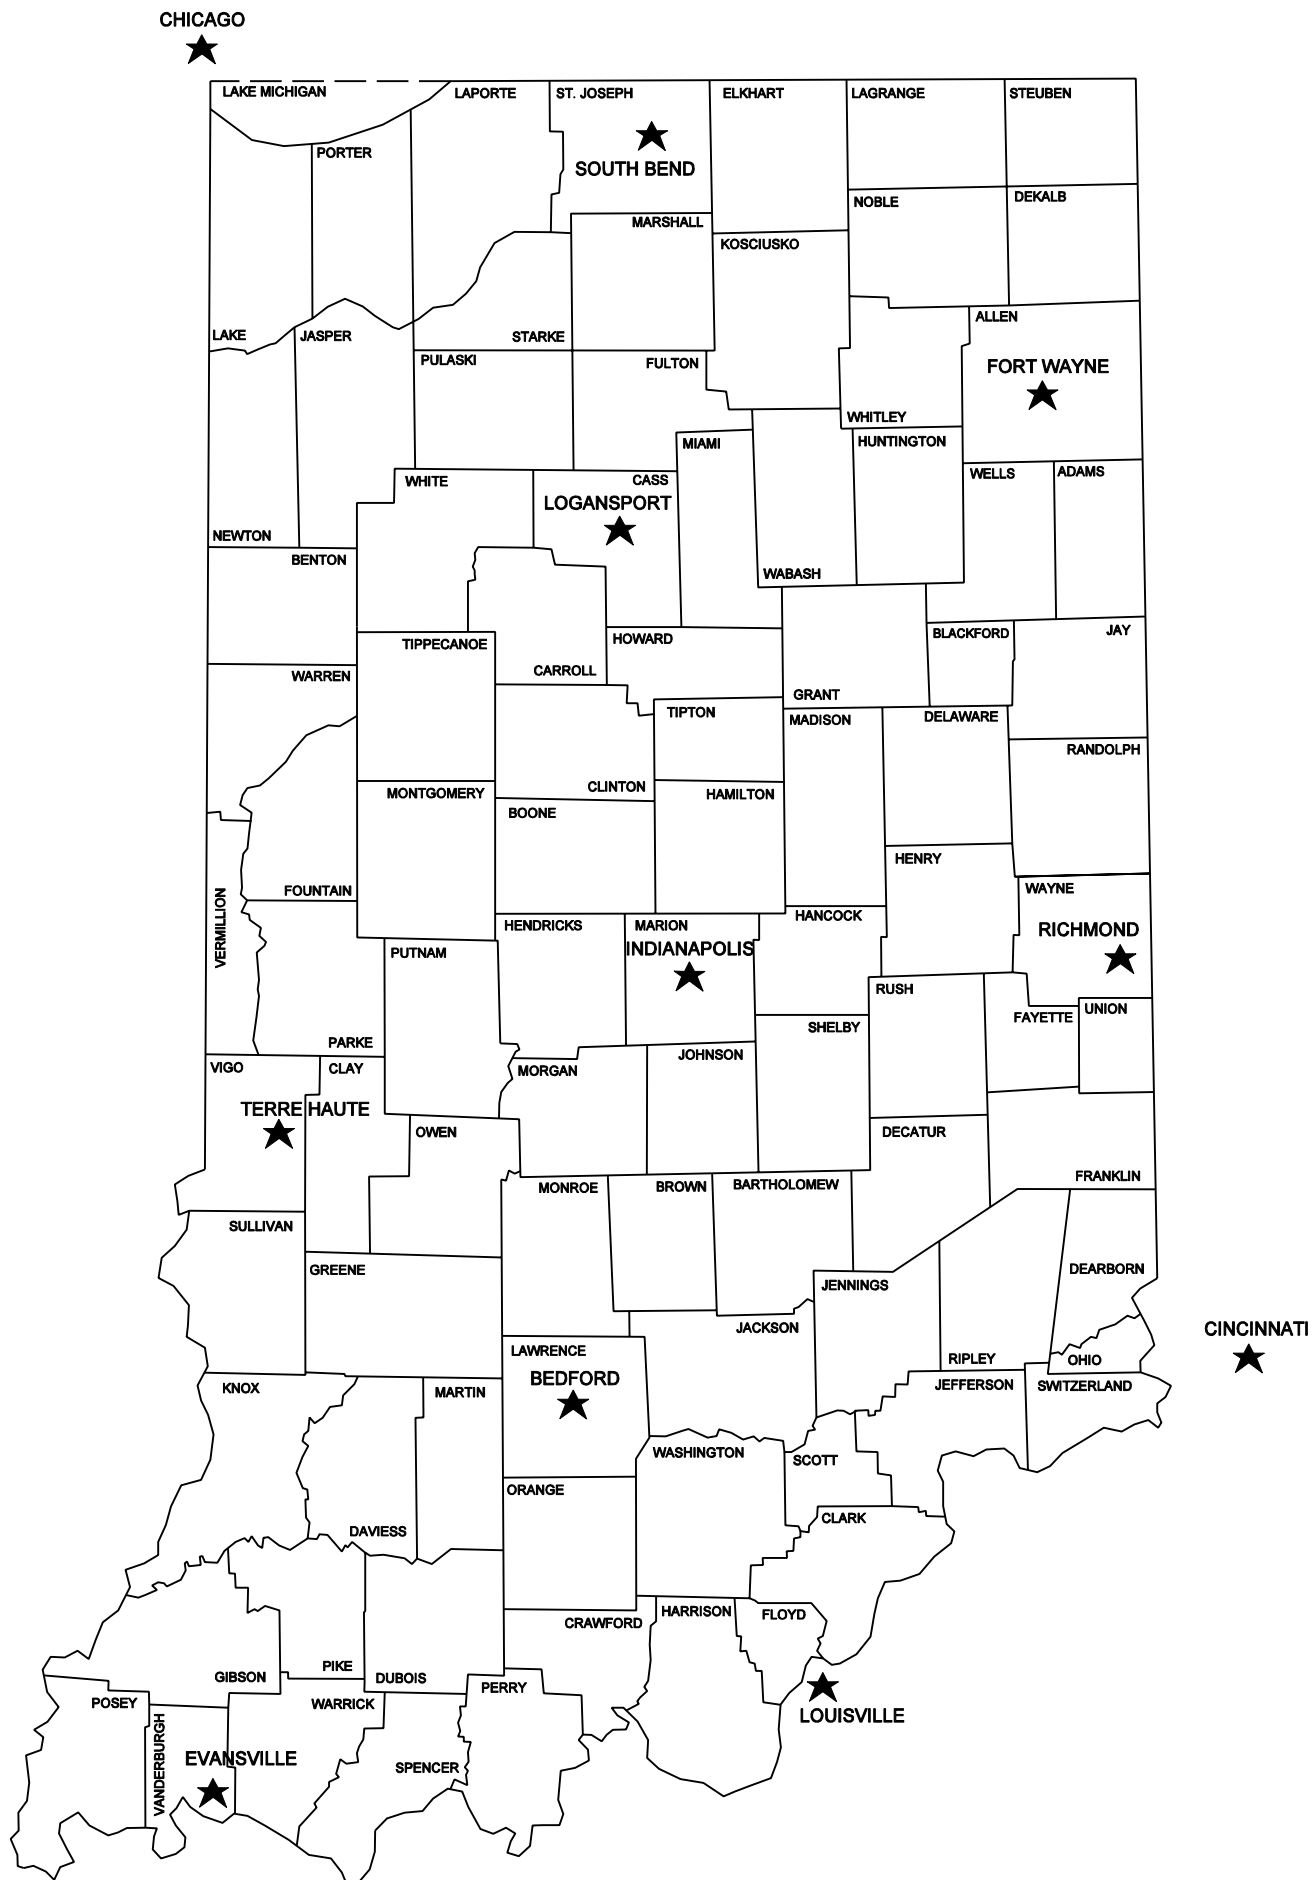 CHICAGO
LAKE MICHIGAN
LAPORTE
ST. JOSEPH
ELKHART
LAGRANGE
STEUBEN
PORTER
SOUTH BEND
MARSHALL
NOBLE
DEKALB
KOSCIUSKO
LAKE
JASPER
STARKE
ALLEN
PULASKI
FULTON
FORT WAYNE
WHITLEY
MIAMI
HUNTINGTON
WHITE
CASS
WELLS
ADAMS
LOGANSPORT
NEWTON
BENTON
WABASH
TIPPECANOE
HOWARD
BLACKFORD
JAY
WARREN
CARROLL
GRANT
TIPTON
MADISON
DELAWARE
RANDOLPH
MONTGOMERY
CLINTON
HAMILTON
BOONE
HENRY
FOUNTAIN
WAYNE
VERMILLION
HENDRICKS
MARION
HANCOCK
RICHMOND
PUTNAM
INDIANAPOLIS
RUSH
UNION
FAYETTE
SHELBY
PARKE
JOHNSON
VIGO
CLAY
MORGAN
TERRE HAUTE
OWEN
DECATUR
FRANKLIN
MONROE
BROWN
BARTHOLOMEW
SULLIVAN
GREENE
DEARBORN
JENNINGS
JACKSON
CINCINNATI
LAWRENCE
RIPLEY
OHIO
BEDFORD
KNOX
MARTIN
JEFFERSON
SWITZERLAND
WASHINGTON
SCOTT
ORANGE
DAVIESS
CLARK
CRAWFORD
HARRISON
FLOYD
GIBSON
PIKE
DUBOIS
PERRY
POSEY
WARRICK
LOUISVILLE
VANDERBURGH
EVANSVILLE
SPENCER